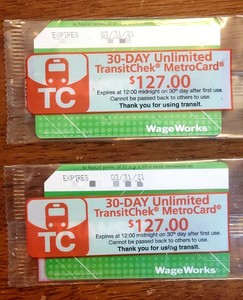 EXPIRES 03/31/21
30-DAY Unlimited
TransitChek® MetroCard®
$127.00
TC
Expires at 12:00 midnight on 30th day after first use.
Cannot be passed back to others to use.
Thank you for using transit.
WageWorks®
EXPIRES 03/31/21
30-DAY Unlimited
TransitChek® MetroCard®
$127.00
TC
Expires at 12:00 midnight on 30th day after first use.
Cannot be passed back to others to use.
Thank you for using transit.
WageWorks®